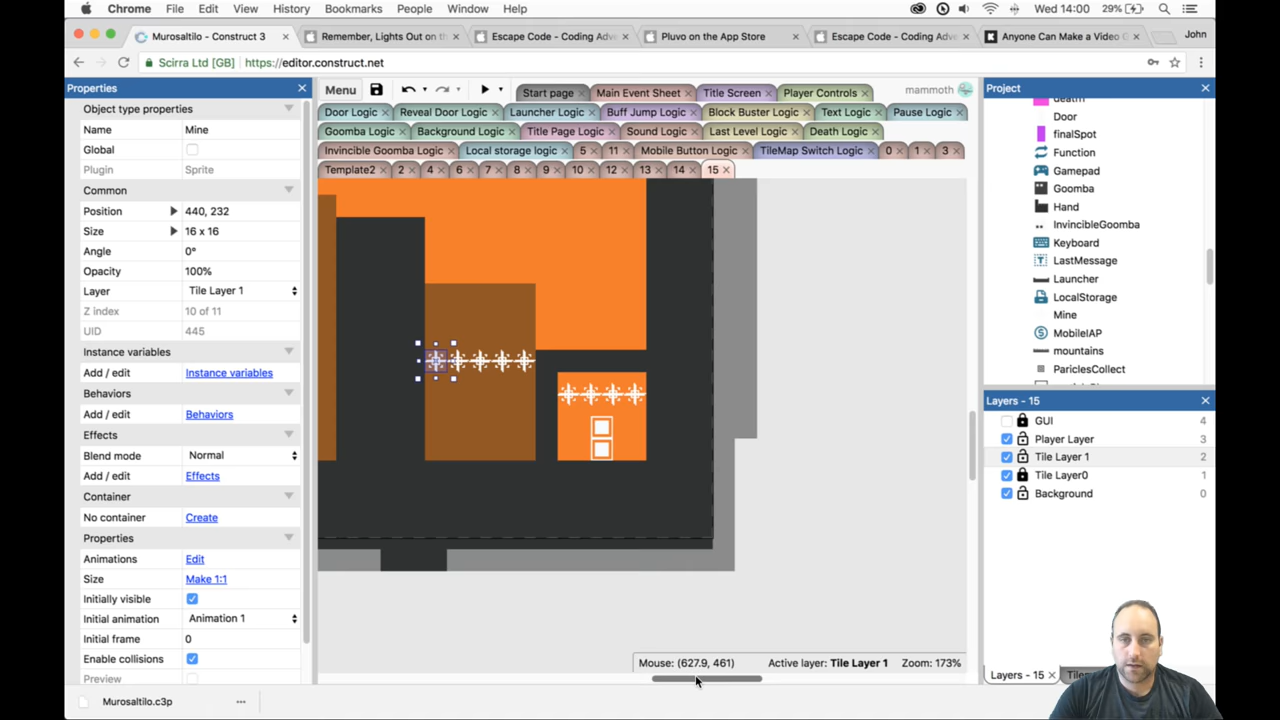 Chrome File Edit View History Bookmarks People Window Help Wed 14:00 29%
Murosaltilo - Construct 3 × Remember, Lights Out on th × Escape Code - Coding Adve × Pluvo on the App Store × Escape Code - Coding Adve × Anyone Can Make a Video G × John
Scirra Ltd [GB] https://editor.construct.net
Properties
Object type properties
Name Mine
Global
Plugin Sprite
Common
Position 440, 232
Size 16 x 16
Angle 0°
Opacity 100%
Layer Tile Layer 1
Z index 10 of 11
UID 445
Instance variables
Add / edit Instance variables
Behaviors
Add / edit Behaviors
Effects
Blend mode Normal
Add / edit Effects
Container
No container Create
Properties
Animations Edit
Size Make 1:1
Initially visible
Initial animation Animation 1
Initial frame 0
Enable collisions
Preview
Menu Start page × Main Event Sheet × Title Screen × Player Controls × mammoth
Door Logic × Reveal Door Logic × Launcher Logic × Buff Jump Logic × Block Buster Logic × Text Logic × Pause Logic ×
Goomba Logic × Background Logic × Title Page Logic × Sound Logic × Last Level Logic × Death Logic ×
Invincible Goomba Logic × Local storage logic × 5 × 11 × Mobile Button Logic × TileMap Switch Logic × 0 × 1 × 3 ×
Template2 × 2 × 4 × 6 × 7 × 8 × 9 × 10 × 12 × 13 × 14 × 15 ×
Mouse: (627.9, 461) Active layer: Tile Layer 1 Zoom: 173%
Project
Door
finalSpot
Function
Gamepad
Goomba
Hand
InvincibleGoomba
Keyboard
LastMessage
Launcher
LocalStorage
Mine
MobileIAP
mountains
PariclesCollect
Layers - 15
GUI 4
Player Layer 3
Tile Layer 1 2
Tile Layer0 1
Background 0
Layers - 15 ×
Murosaltilo.c3p